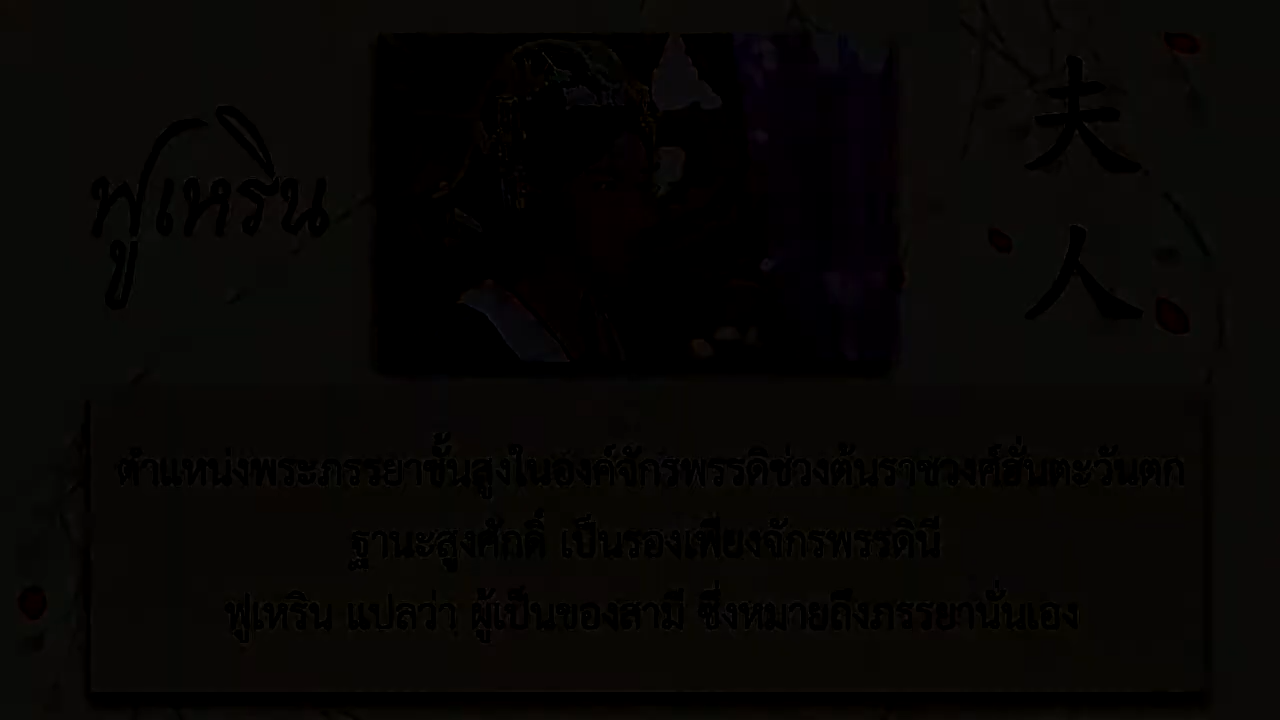 ฟูเหริน
夫
人
ตำแหน่งพระภรรยาชั้นสูงในองค์จักรพรรดิช่วงต้นราชวงศ์ฮั่นตะวันตก
ฐานะสูงศักดิ์ เป็นรองเพียงจักรพรรดินี
ฟูเหริน แปลว่า ผู้เป็นของสามี ซึ่งหมายถึงภรรยานั่นเอง